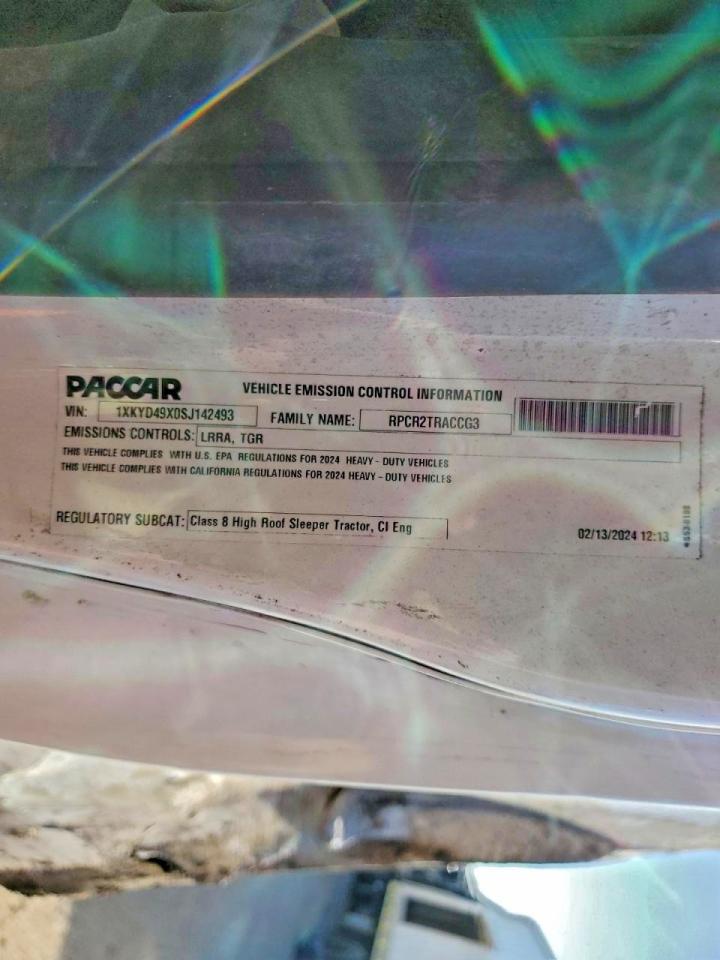 PACCAR VEHICLE EMISSION CONTROL INFORMATION
VIN: 1XKYD49X0SJ142493 FAMILY NAME: RPCR2TRACCG3
EMISSIONS CONTROLS: LRRA, TGR
THIS VEHICLE COMPLIES WITH U.S. EPA REGULATIONS FOR 2024 HEAVY - DUTY VEHICLES
THIS VEHICLE COMPLIES WITH CALIFORNIA REGULATIONS FOR 2024 HEAVY - DUTY VEHICLES
REGULATORY SUBCAT: Class 8 High Roof Sleeper Tractor, CI Eng
02/13/2024 12:13